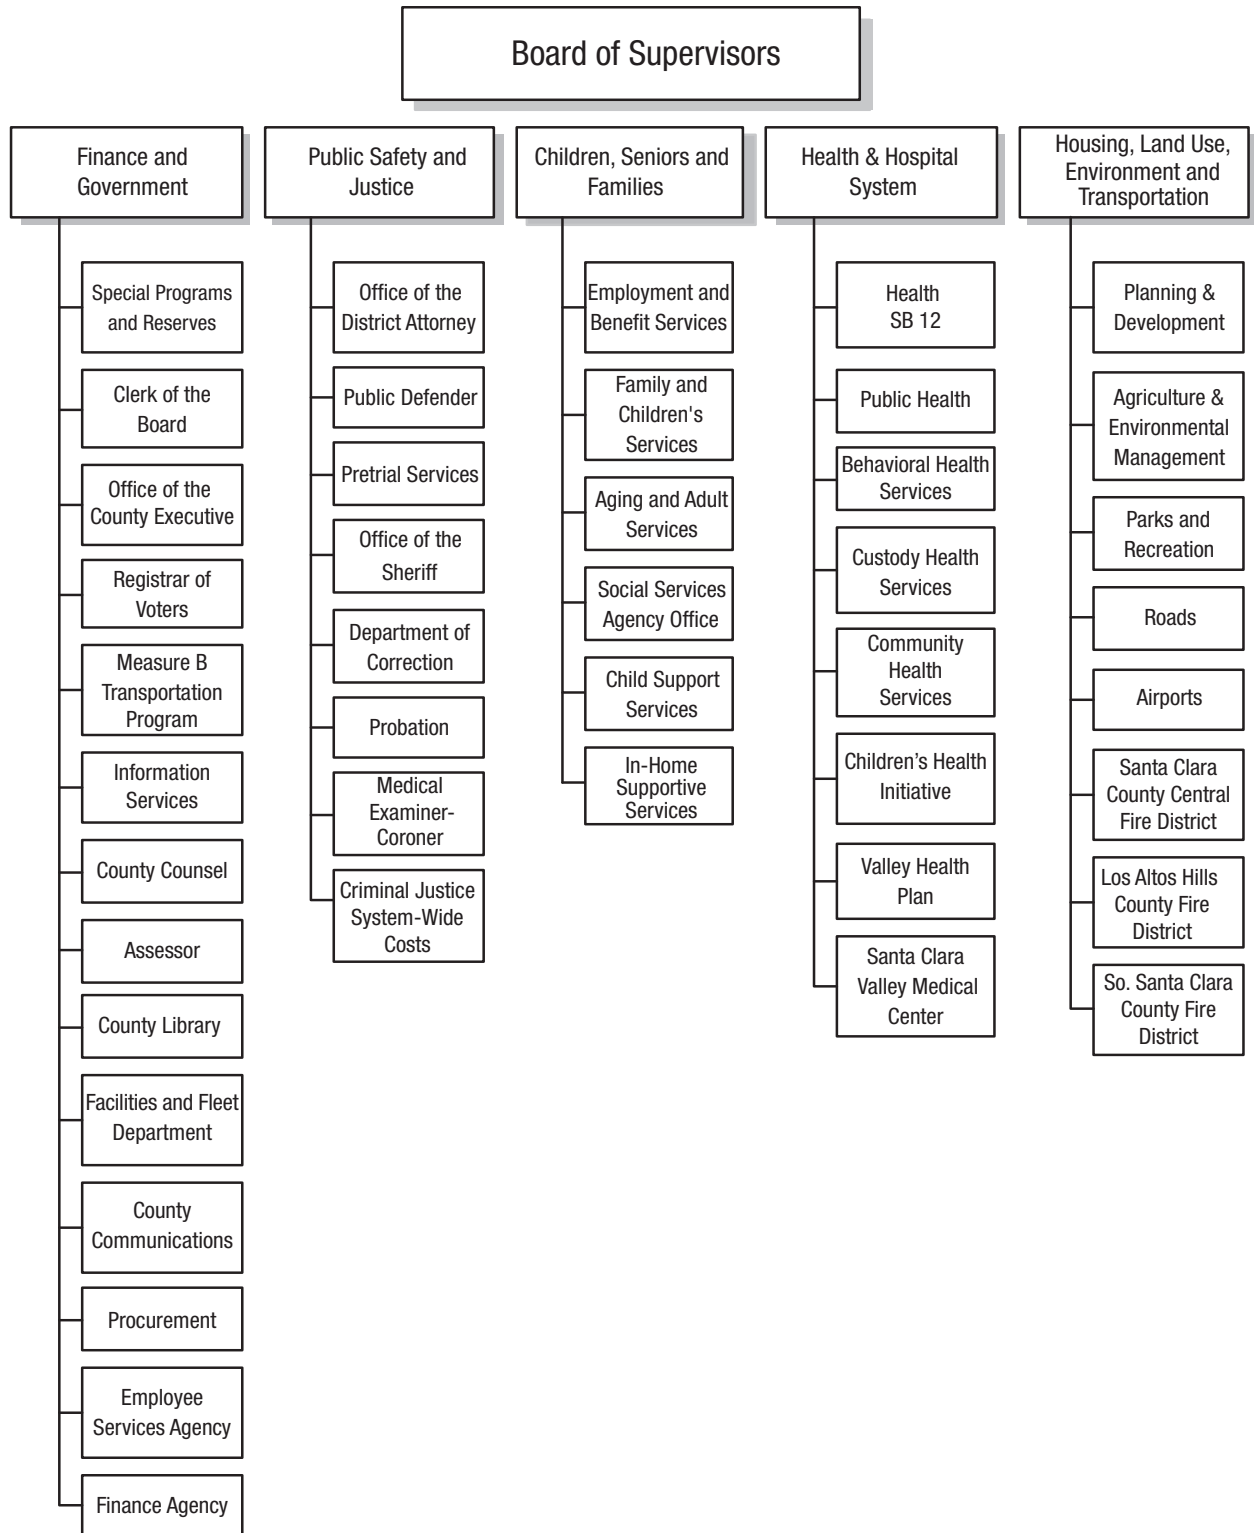 Board of Supervisors
Finance and
Government
Special Programs
and Reserves
Clerk of the
Board
Office of the
County Executive
Registrar of
Voters
Measure B
Transportation
Program
Information
Services
County Counsel
Assessor
County Library
Facilities and Fleet
Department
County
Communications
Procurement
Employee
Services Agency
Finance Agency
Public Safety and
Justice
Office of the
District Attorney
Public Defender
Pretrial Services
Office of the
Sheriff
Department of
Correction
Probation
Medical
Examiner-
Coroner
Criminal Justice
System-Wide
Costs
Children, Seniors and
Families
Employment and
Benefit Services
Family and
Children's
Services
Aging and Adult
Services
Social Services
Agency Office
Child Support
Services
In-Home
Supportive
Services
Health & Hospital
System
Health
SB 12
Public Health
Behavioral Health
Services
Custody Health
Services
Community
Health
Services
Children’s Health
Initiative
Valley Health
Plan
Santa Clara
Valley Medical
Center
Housing, Land Use,
Environment and
Transportation
Planning &
Development
Agriculture &
Environmental
Management
Parks and
Recreation
Roads
Airports
Santa Clara
County Central
Fire District
Los Altos Hills
County Fire
District
So. Santa Clara
County Fire
District